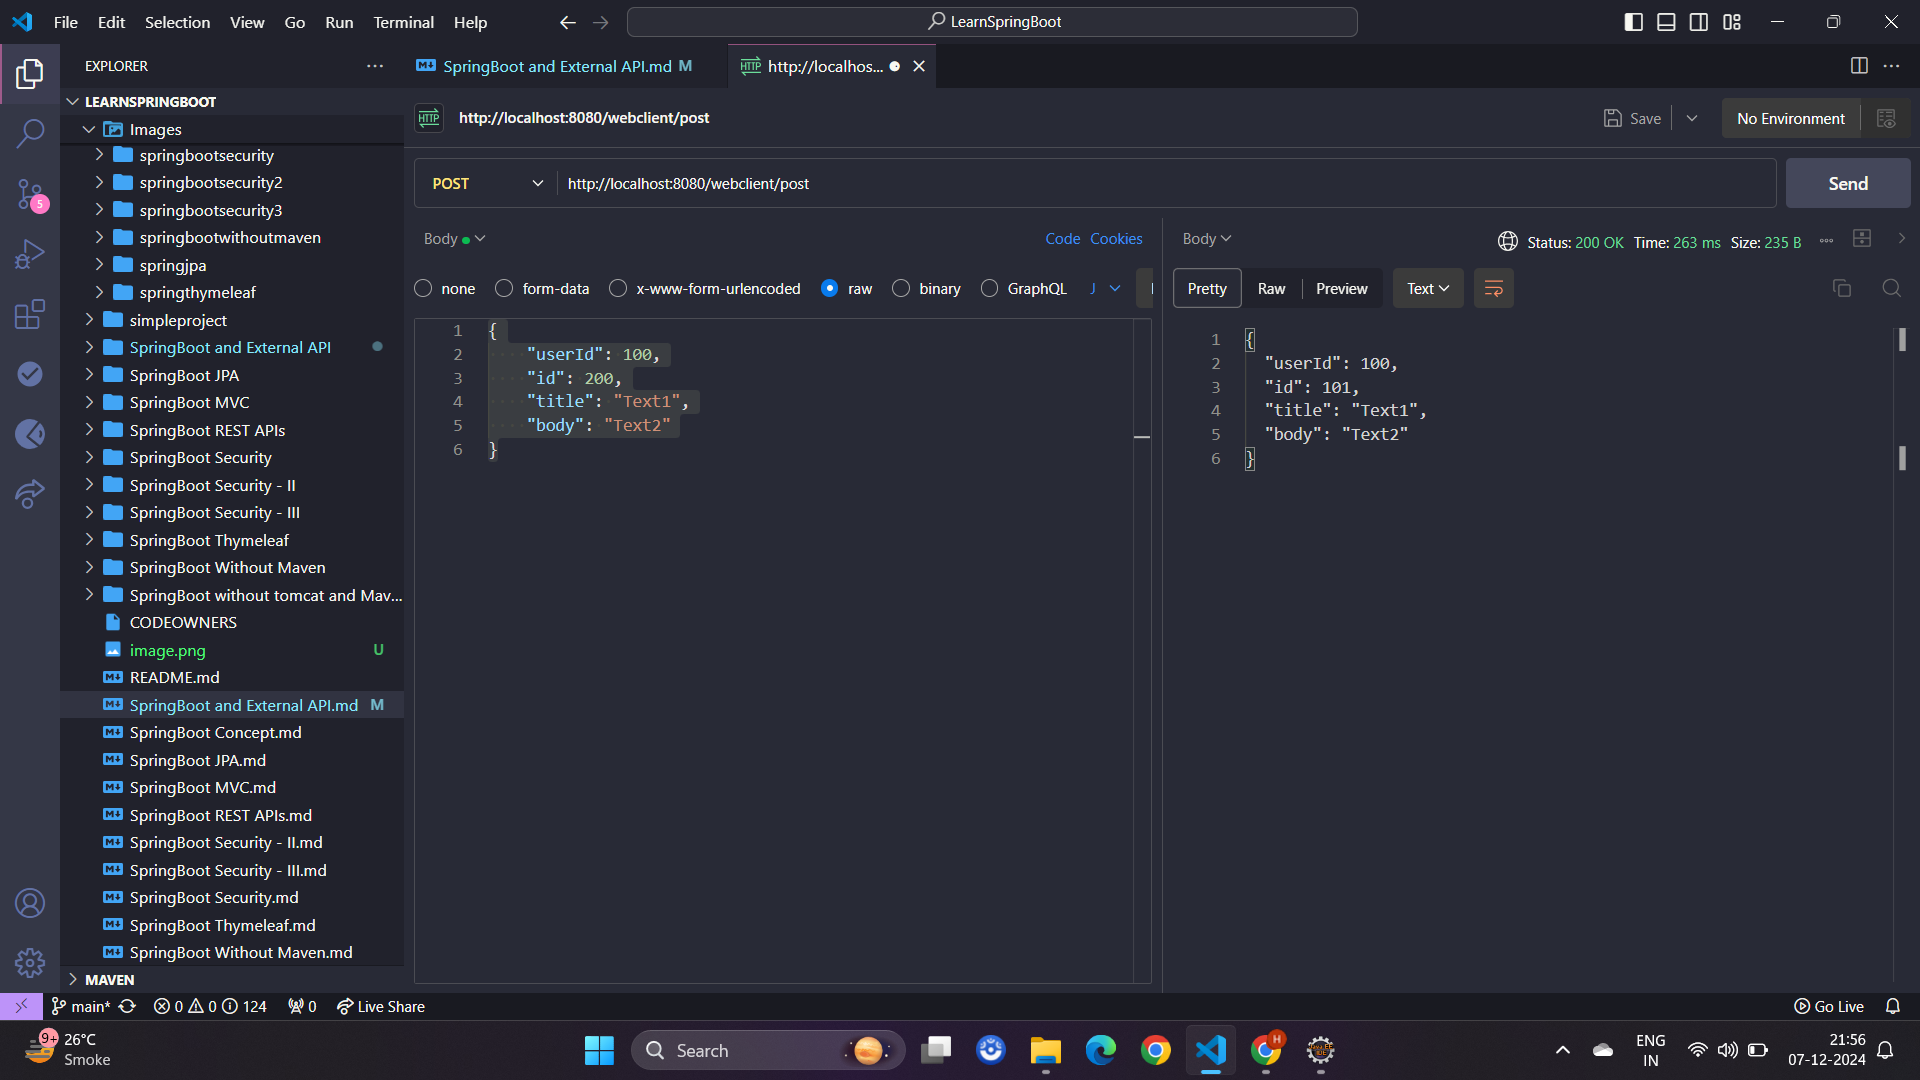 File Edit Selection View Go Run Terminal Help
LearnSpringBoot
EXPLORER
SpringBoot and External API.md M
HTTP http://localhos...
LEARNSPRINGBOOT
Images
springbootsecurity
springbootsecurity2
springbootsecurity3
springbootwithoutmaven
springjpa
springthymeleaf
simpleproject
SpringBoot and External API
SpringBoot JPA
SpringBoot MVC
SpringBoot REST APIs
SpringBoot Security
SpringBoot Security - II
SpringBoot Security - III
SpringBoot Thymeleaf
SpringBoot Without Maven
SpringBoot without tomcat and Mav...
CODEOWNERS
image.png U
README.md
SpringBoot and External API.md M
SpringBoot Concept.md
SpringBoot JPA.md
SpringBoot MVC.md
SpringBoot REST APIs.md
SpringBoot Security - II.md
SpringBoot Security - III.md
SpringBoot Security.md
SpringBoot Thymeleaf.md
SpringBoot Without Maven.md
MAVEN
5
HTTP http://localhost:8080/webclient/post
Save
No Environment
POST http://localhost:8080/webclient/post
Send
Body
Code Cookies
none form-data x-www-form-urlencoded raw binary GraphQL J
1 {
2 "userId": 100,
3 "id": 200,
4 "title": "Text1",
5 "body": "Text2"
6 }
Body
Status: 200 OK Time: 263 ms Size: 235 B
Pretty Raw Preview Text
1 {
2 "userId": 100,
3 "id": 101,
4 "title": "Text1",
5 "body": "Text2"
6 }
main* 0 0 124 0 Live Share
Go Live
9+ 26°C
Smoke
Search
H
ENG
IN
21:56
07-12-2024